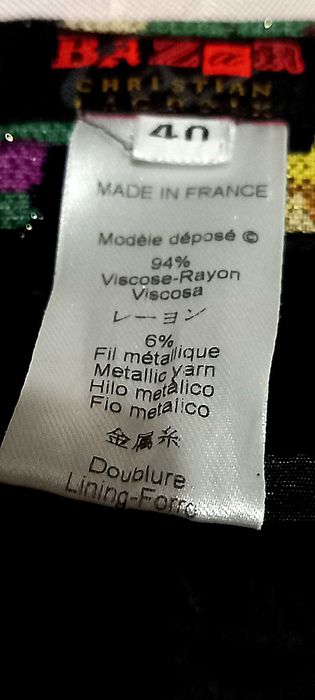 BAZAR
CHRISTIAN
LACROIX
40
MADE IN FRANCE
Modèle déposé ©
94%
Viscose-Rayon
Viscosa
レーヨン
6%
Fil métallique
Metallic yarn
Hilo metalico
Fio metalico
金属糸
Doublure
Lining-Forro